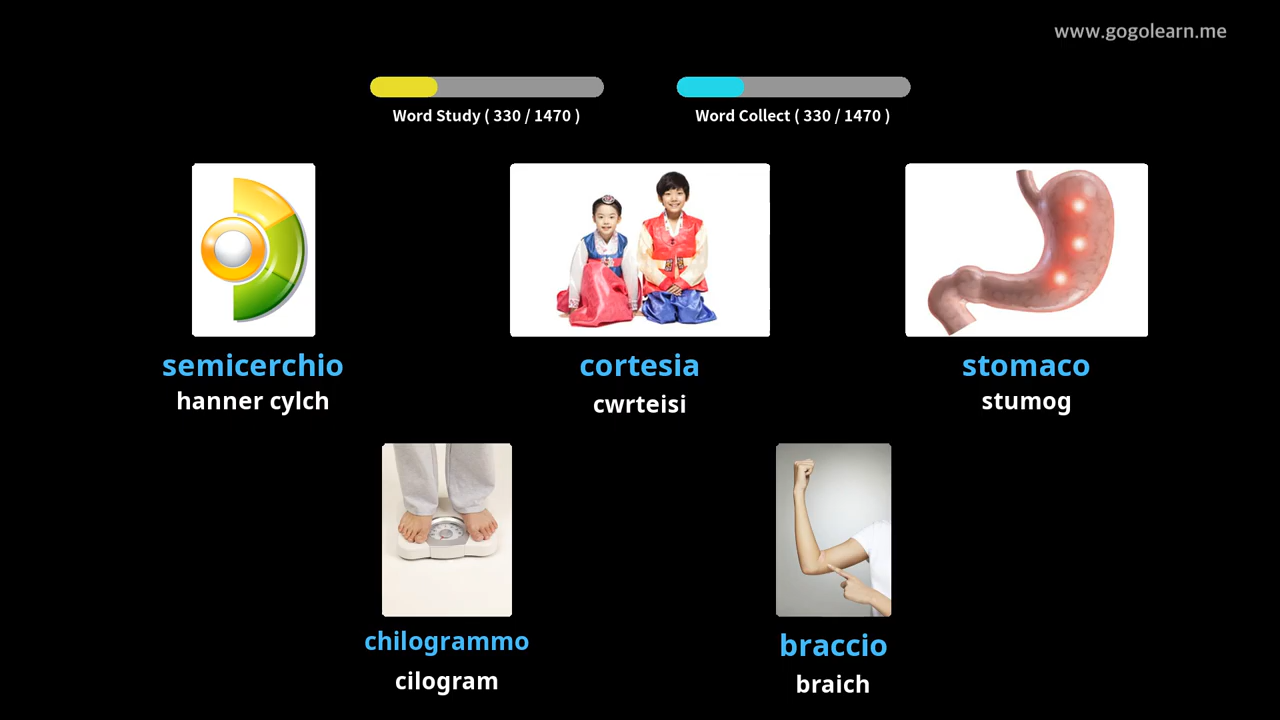 www.gogolearn.me
Word Study ( 330 / 1470 )
Word Collect ( 330 / 1470 )
semicerchio
hanner cylch
cortesia
cwrteisi
stomaco
stumog
chilogrammo
cilogram
braccio
braich